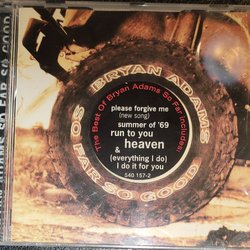 BRYAN ADAMS
SO FAR SO GOOD
The Best Of Bryan Adams So Far includes:
please forgive me
(new song)
summer of '69
run to you
heaven
&
(everything I do)
I do it for you
540 157-2
ADAMS SO FAR SO GOOD